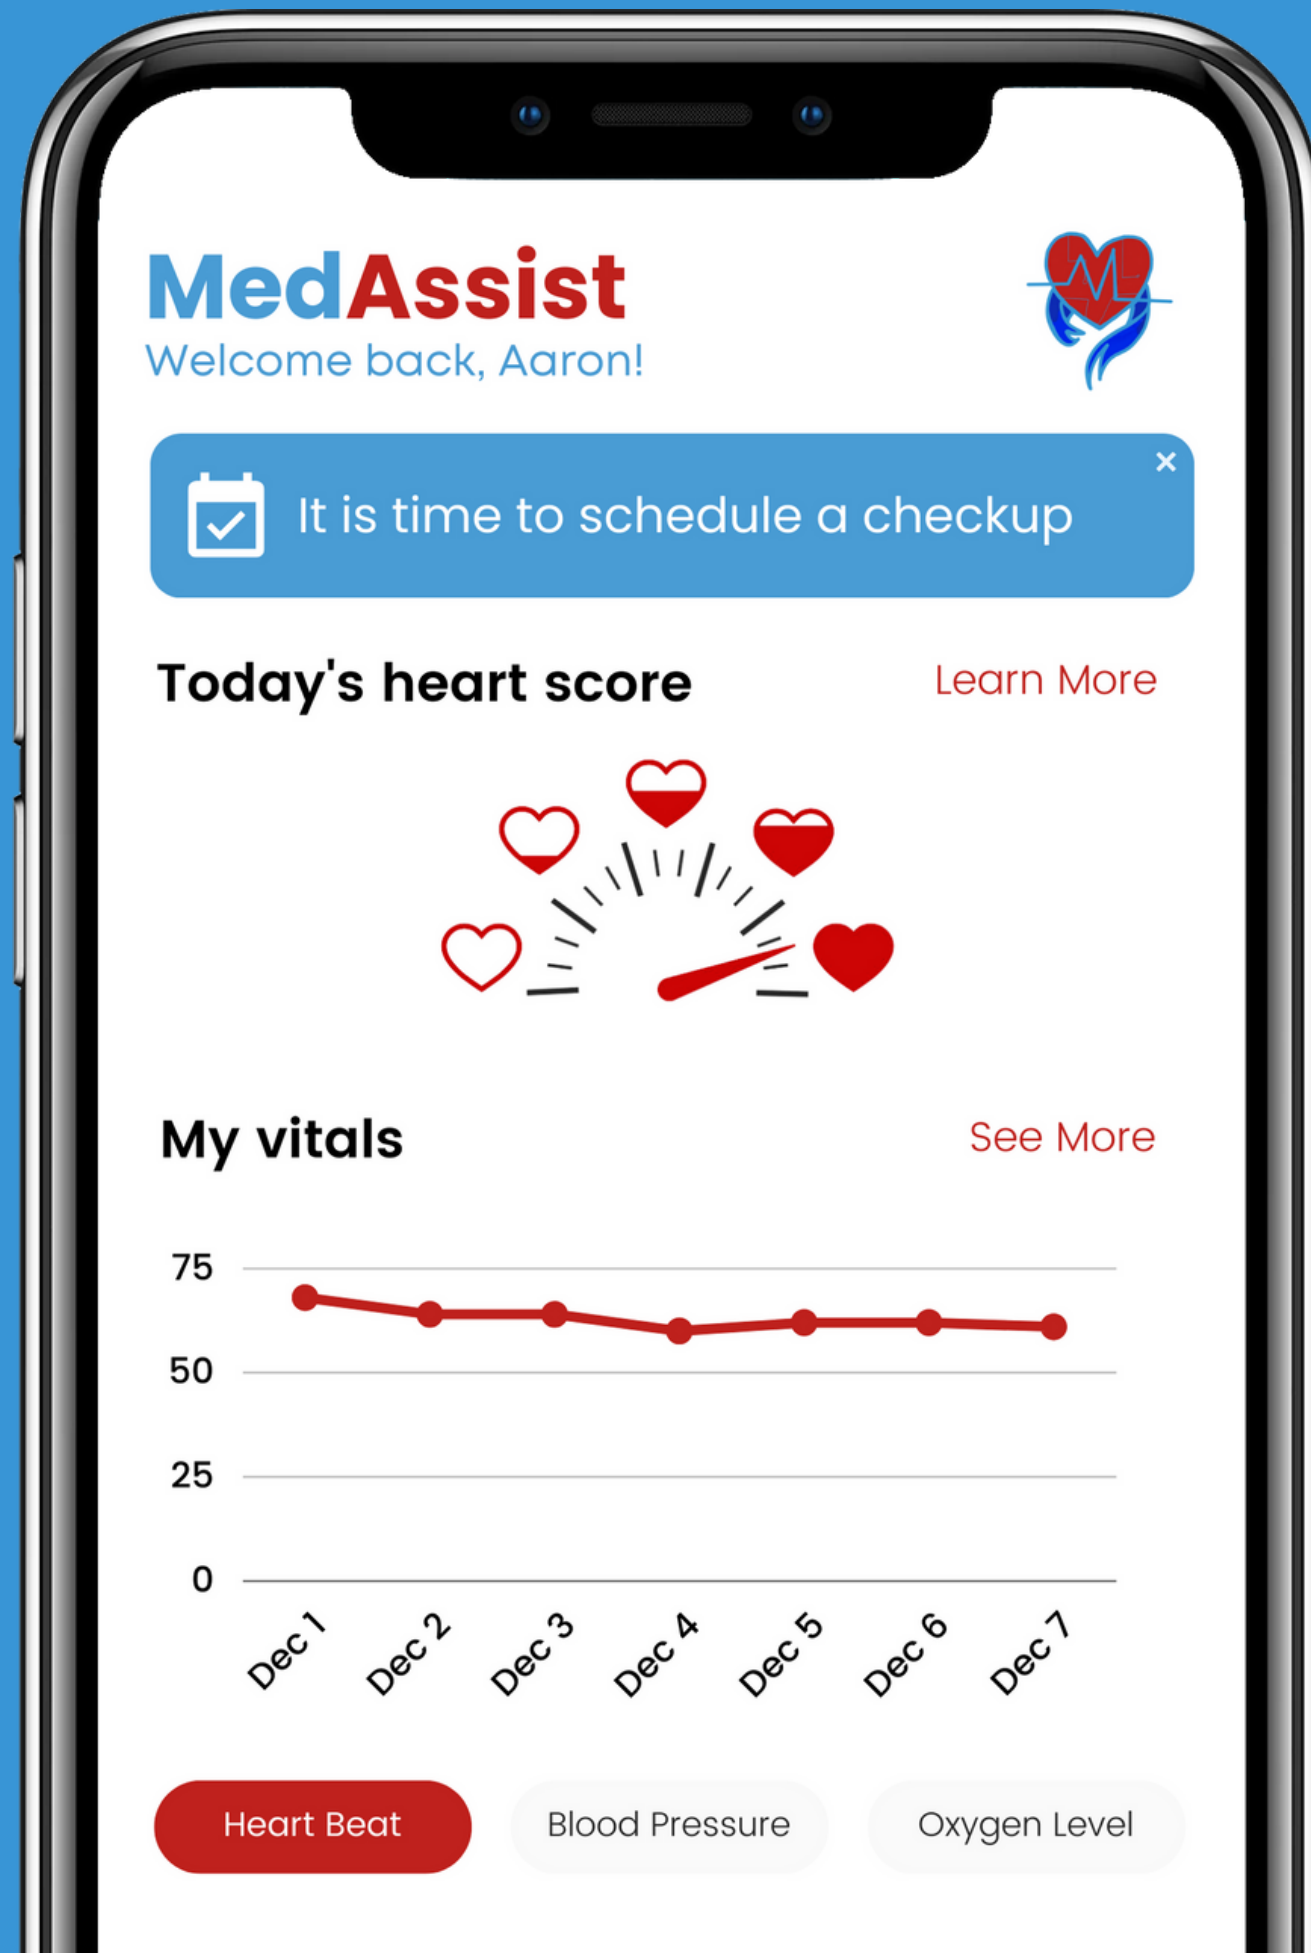 MedAssist
Welcome back, Aaron!
It is time to schedule a checkup
×
Today's heart score
Learn More
My vitals
See More
75
50
25
0
Dec 1
Dec 2
Dec 3
Dec 4
Dec 5
Dec 6
Dec 7
Heart Beat
Blood Pressure
Oxygen Level